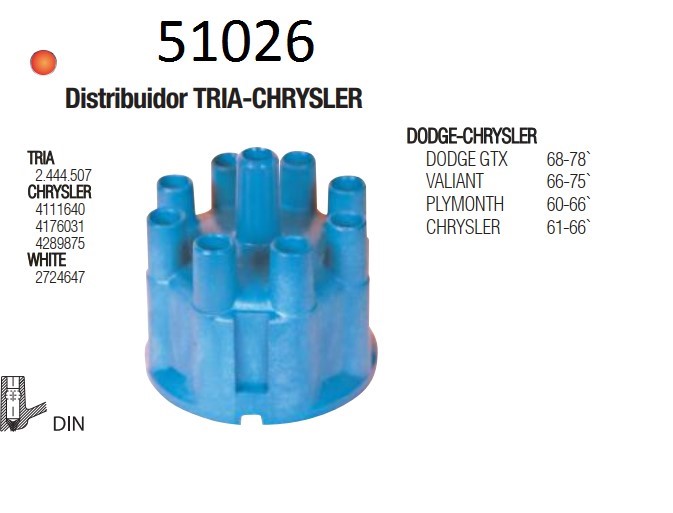 51026
Distribuidor TRIA-CHRYSLER
TRIA
2.444.507
CHRYSLER
4111640
4176031
4289875
WHITE
2724647
DIN
DODGE-CHRYSLER
DODGE GTX 68-78`
VALIANT 66-75`
PLYMONTH 60-66`
CHRYSLER 61-66`